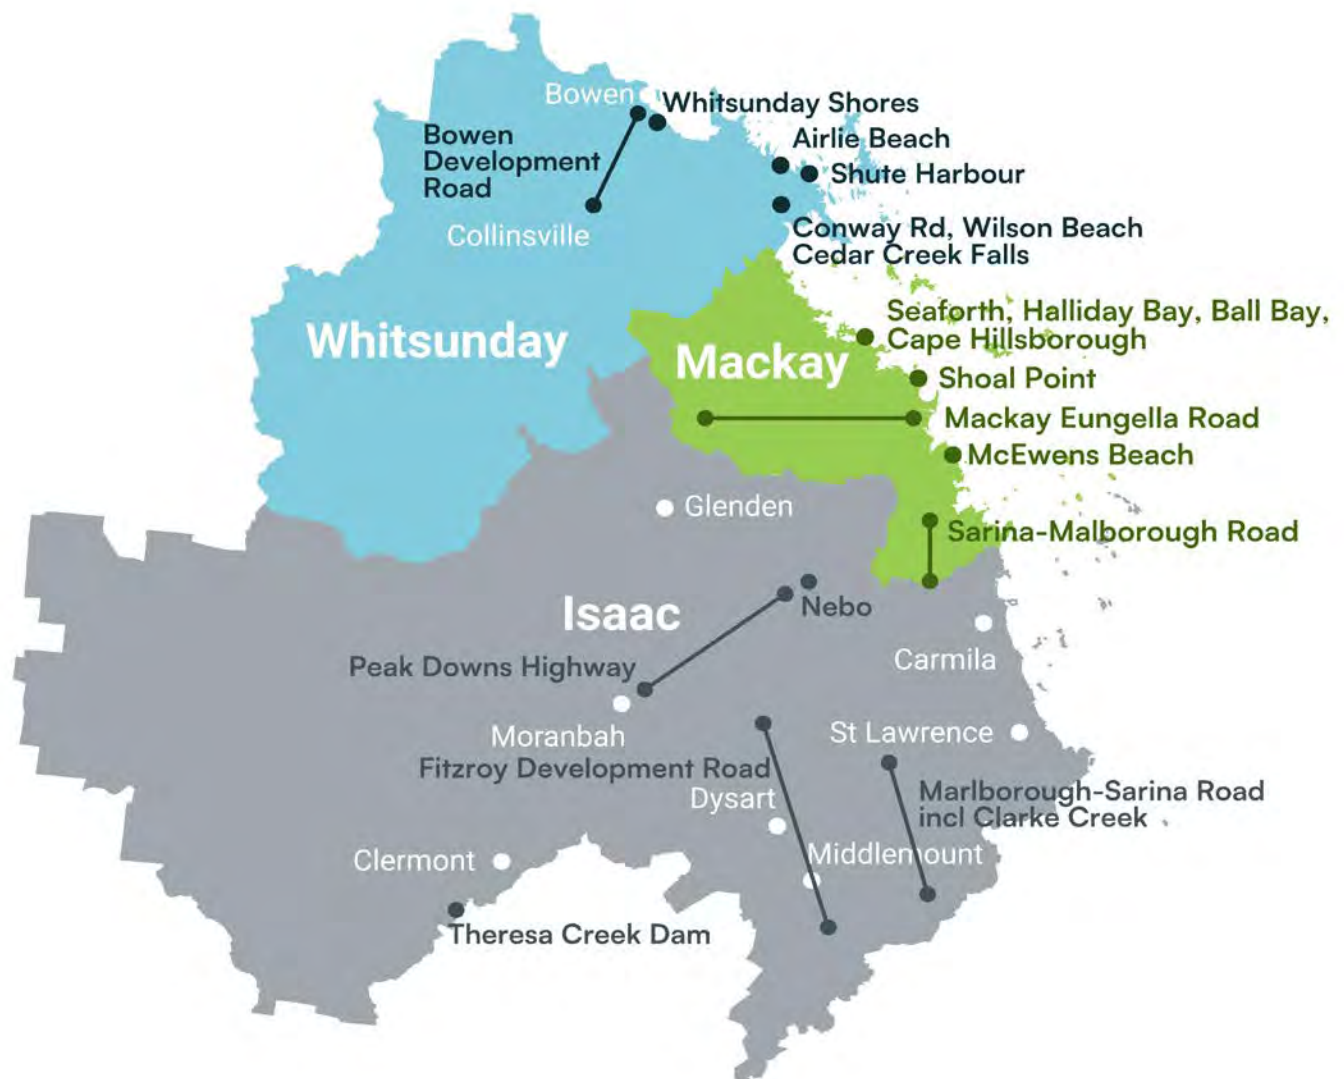 Bowen
Whitsunday Shores
Bowen
Development
Road
Airlie Beach
Shute Harbour
Collinsville
Conway Rd, Wilson Beach
Cedar Creek Falls
Whitsunday
Mackay
Seaforth, Halliday Bay, Ball Bay,
Cape Hillsborough
Shoal Point
Mackay Eungella Road
McEwens Beach
Glenden
Sarina-Malborough Road
Isaac
Nebo
Peak Downs Highway
Carmila
Moranbah
St Lawrence
Fitzroy Development Road
Dysart
Marlborough-Sarina Road
incl Clarke Creek
Clermont
Middlemount
Theresa Creek Dam